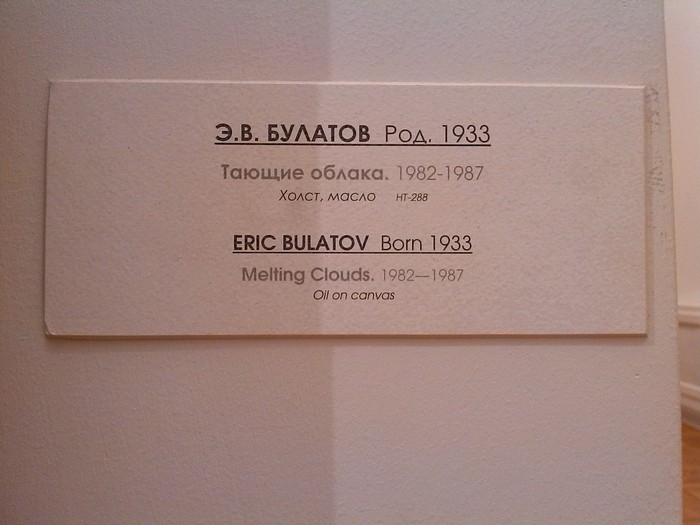 Э.В. БУЛАТОВ Род. 1933
Тающие облака. 1982-1987
Холст, масло НТ-288
ERIC BULATOV Born 1933
Melting Clouds. 1982—1987
Oil on canvas